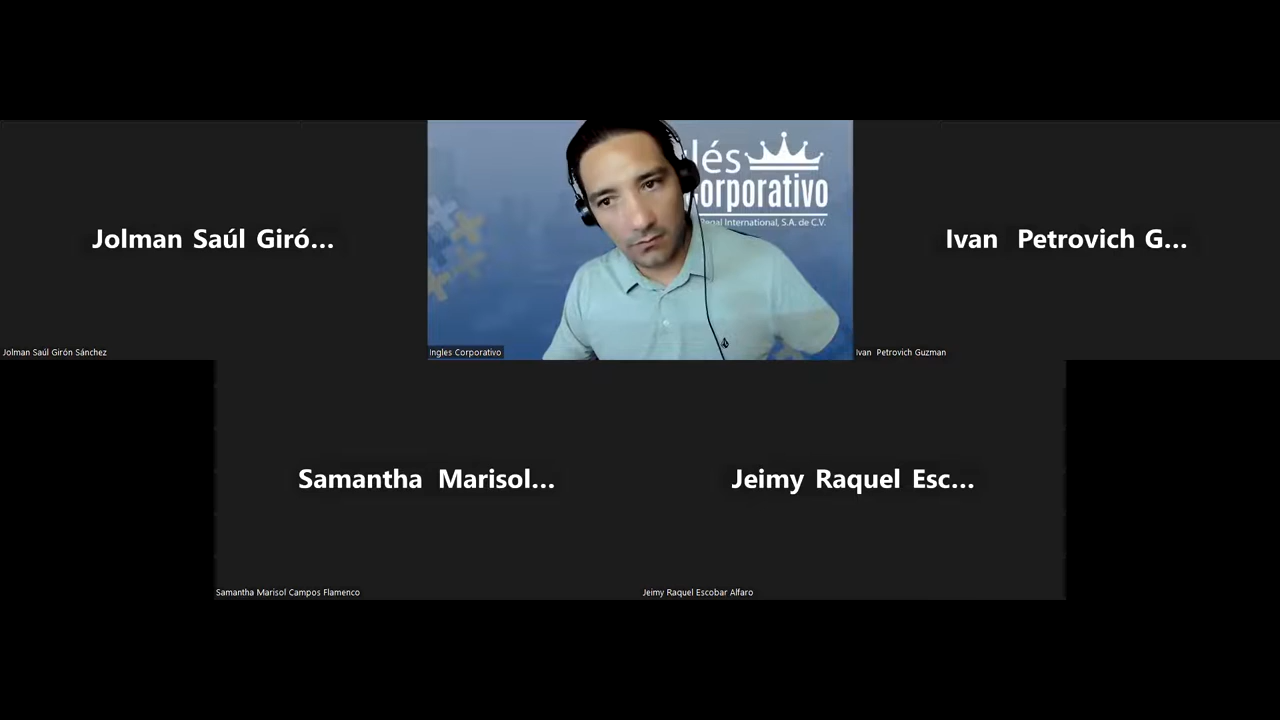 Jolman Saúl Giró...
Jolman Saúl Girón Sánchez
lés
orporativo
Regal International, S.A. de C.V.
Ingles Corporativo
Ivan Petrovich G...
Ivan Petrovich Guzman
Samantha Marisol...
Samantha Marisol Campos Flamenco
Jeimy Raquel Esc...
Jeimy Raquel Escobar Alfaro